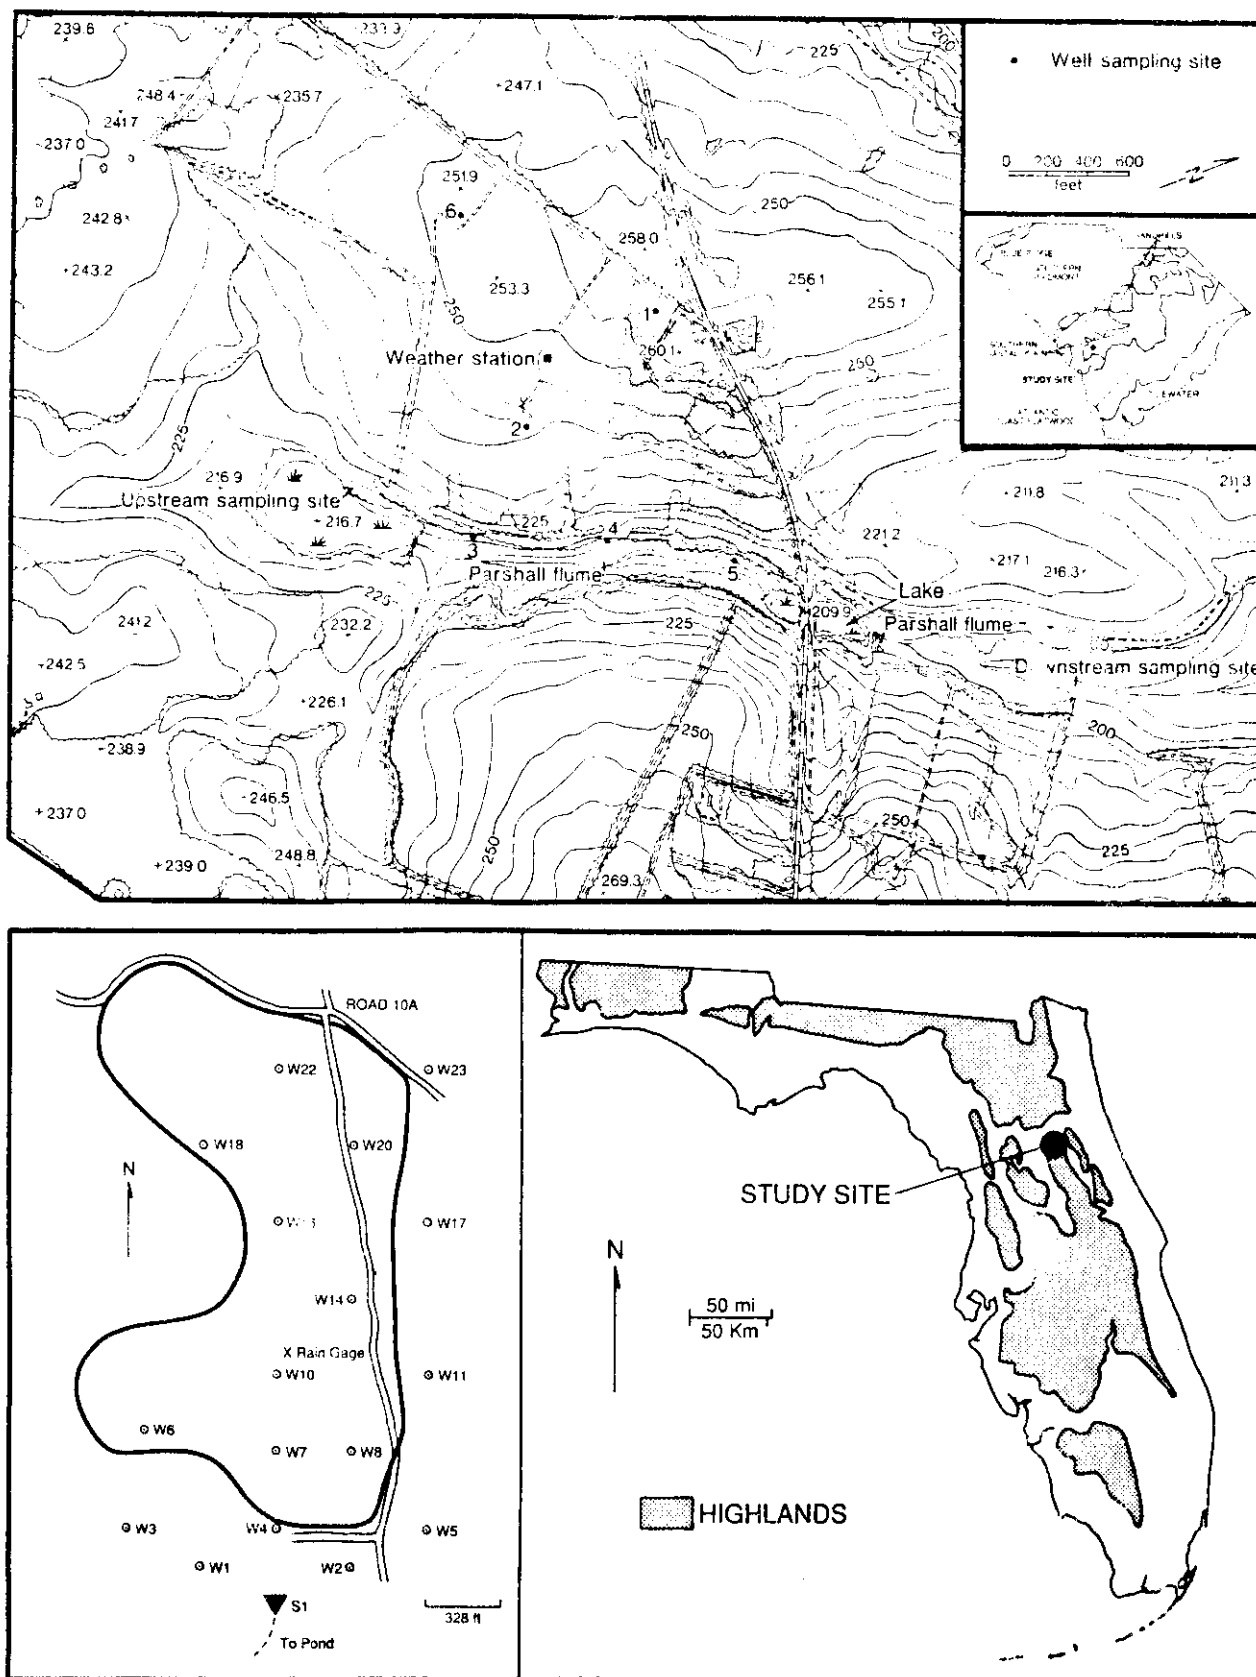 239.8
233.3
225
200
Well sampling site
248.4
235.7
247.1
241.7
237.0
0 200 400 600
feet
251.9
250
242.8
6
258.0
243.2
253.3
256.1
255.1
250
1
260.1
Weather station
250
STUDY SITE
225
2
216.9
Upstream sampling site
216.7
225
4
211.8
211.3
3
221.2
Parshall flume
5
217.1
216.3
225
Lake
209.9
241.2
232.2
225
Parshall flume
242.5
sampling site
226.1
238.9
250
200
246.5
237.0
250
250
225
239.0
248.8
269.3
ROAD 10A
W22
W23
W18
W20
N
W17
W14
X Rain Gage
W10
W11
W6
W7
W8
W3
W4
W5
W1
W2
S1
328 ft
To Pond
STUDY SITE
N
50 mi
50 Km
HIGHLANDS